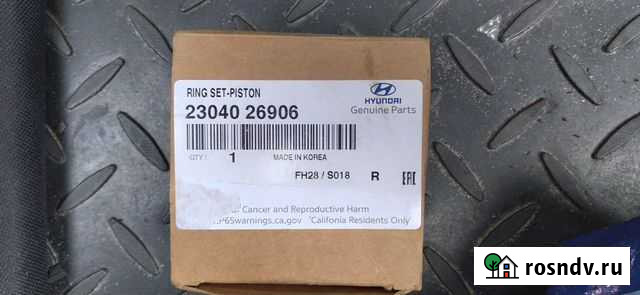 RING SET-PISTON
23040 26906
HYUNDAI
Genuine Parts
QTY: 1 MADE IN KOREA
FH28 / S018 R EAC
Cancer and Reproductive Harm
P65warnings.ca.gov "Califonia Residents Only"
rosndv.ru